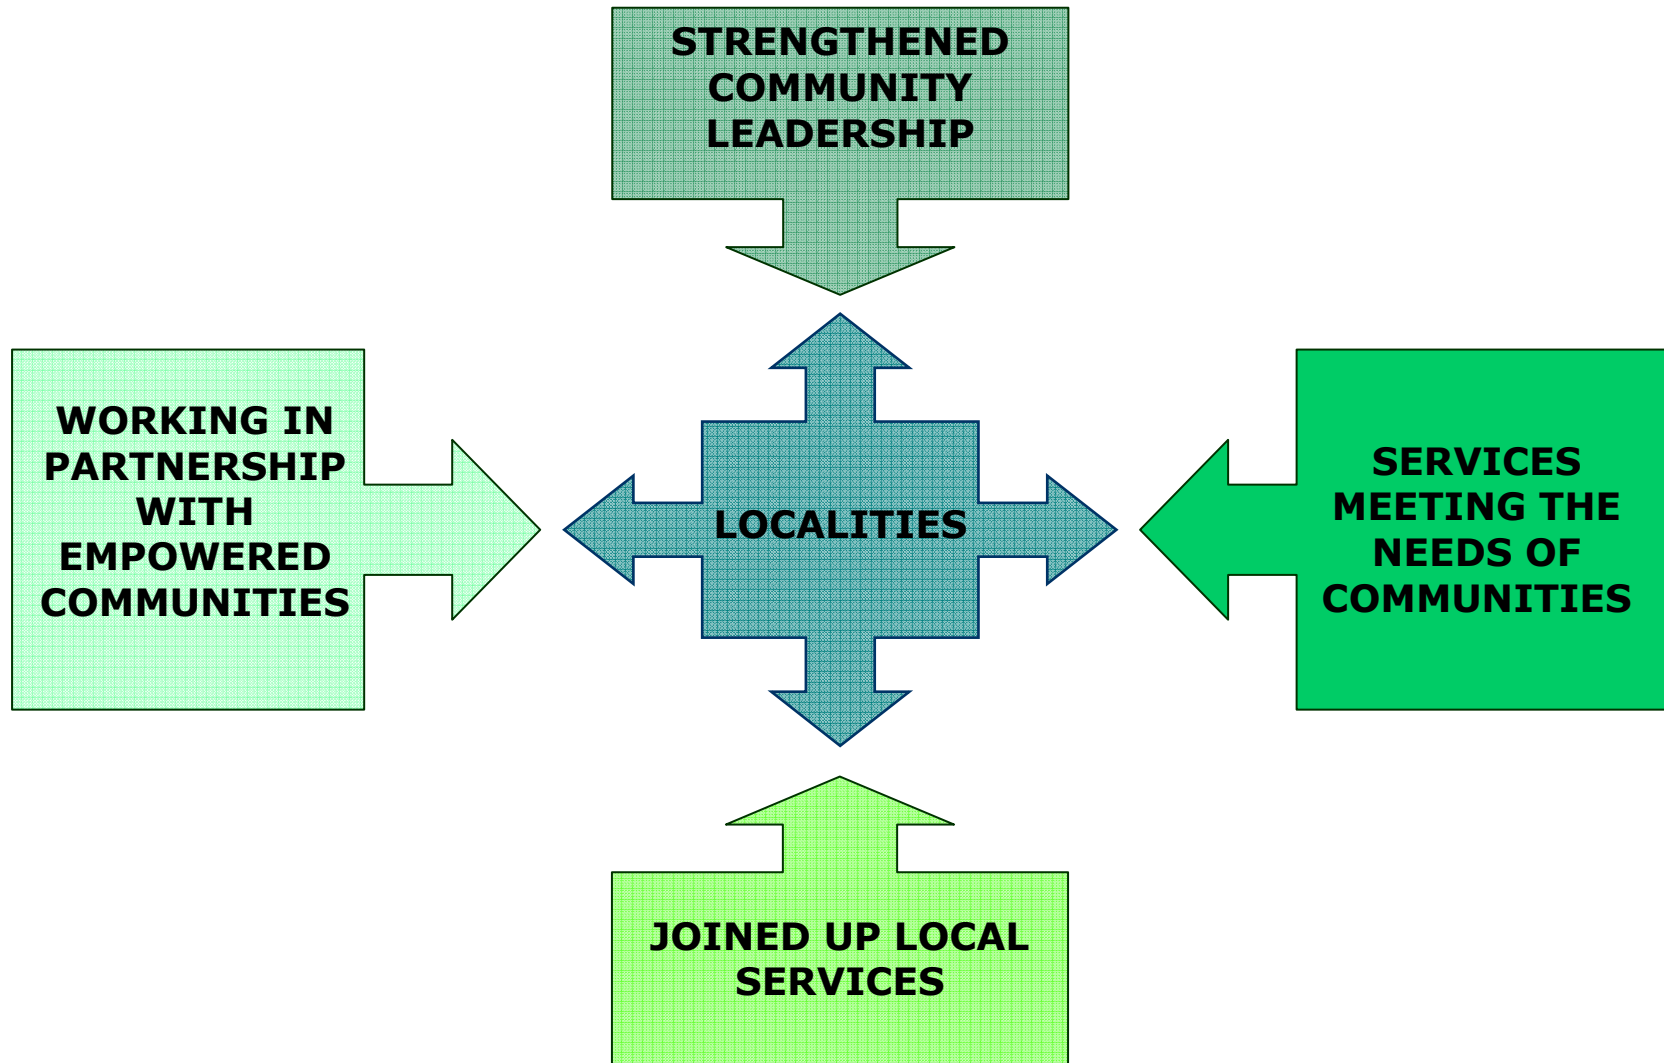 STRENGTHENED
COMMUNITY
LEADERSHIP
WORKING IN
PARTNERSHIP
WITH
EMPOWERED
COMMUNITIES
LOCALITIES
SERVICES
MEETING THE
NEEDS OF
COMMUNITIES
JOINED UP LOCAL
SERVICES